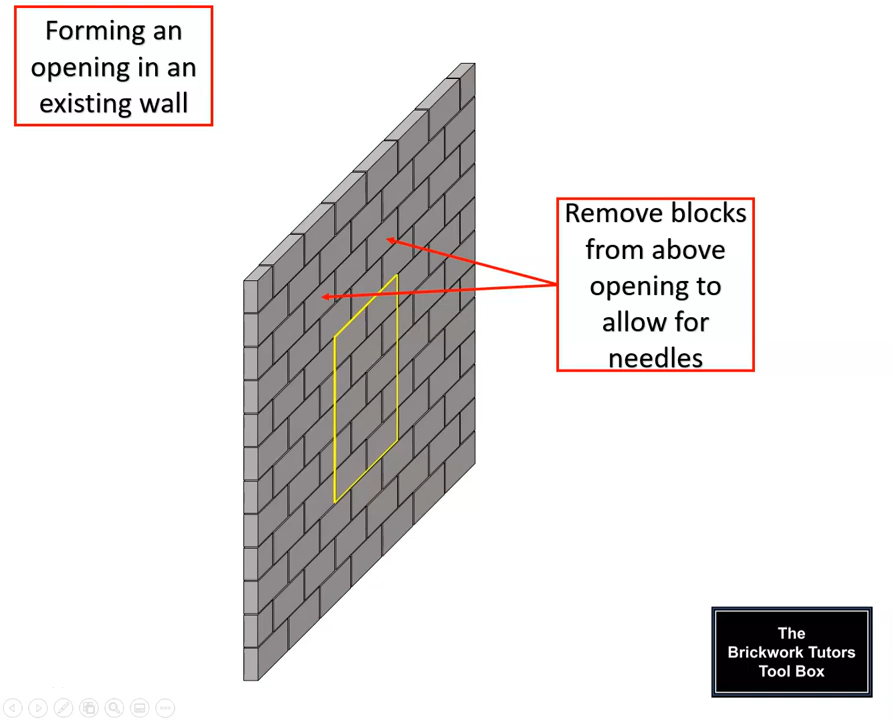 Forming an
opening in an
existing wall
Remove blocks
from above
opening to
allow for
needles
The
Brickwork Tutors
Tool Box